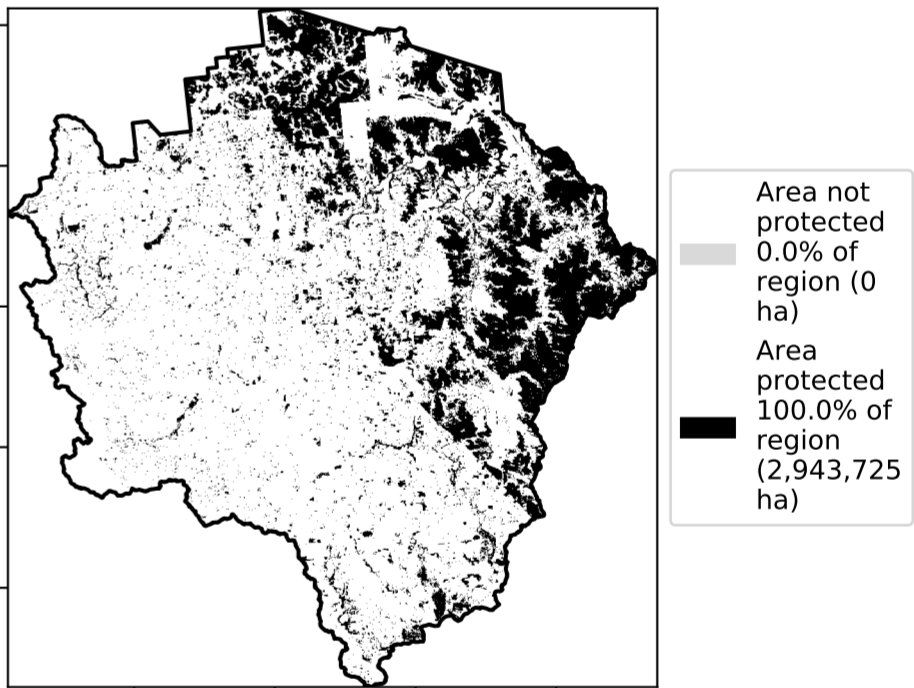 Area not
protected
0.0% of
region (0
ha)
Area
protected
100.0% of
region
(2,943,725
ha)